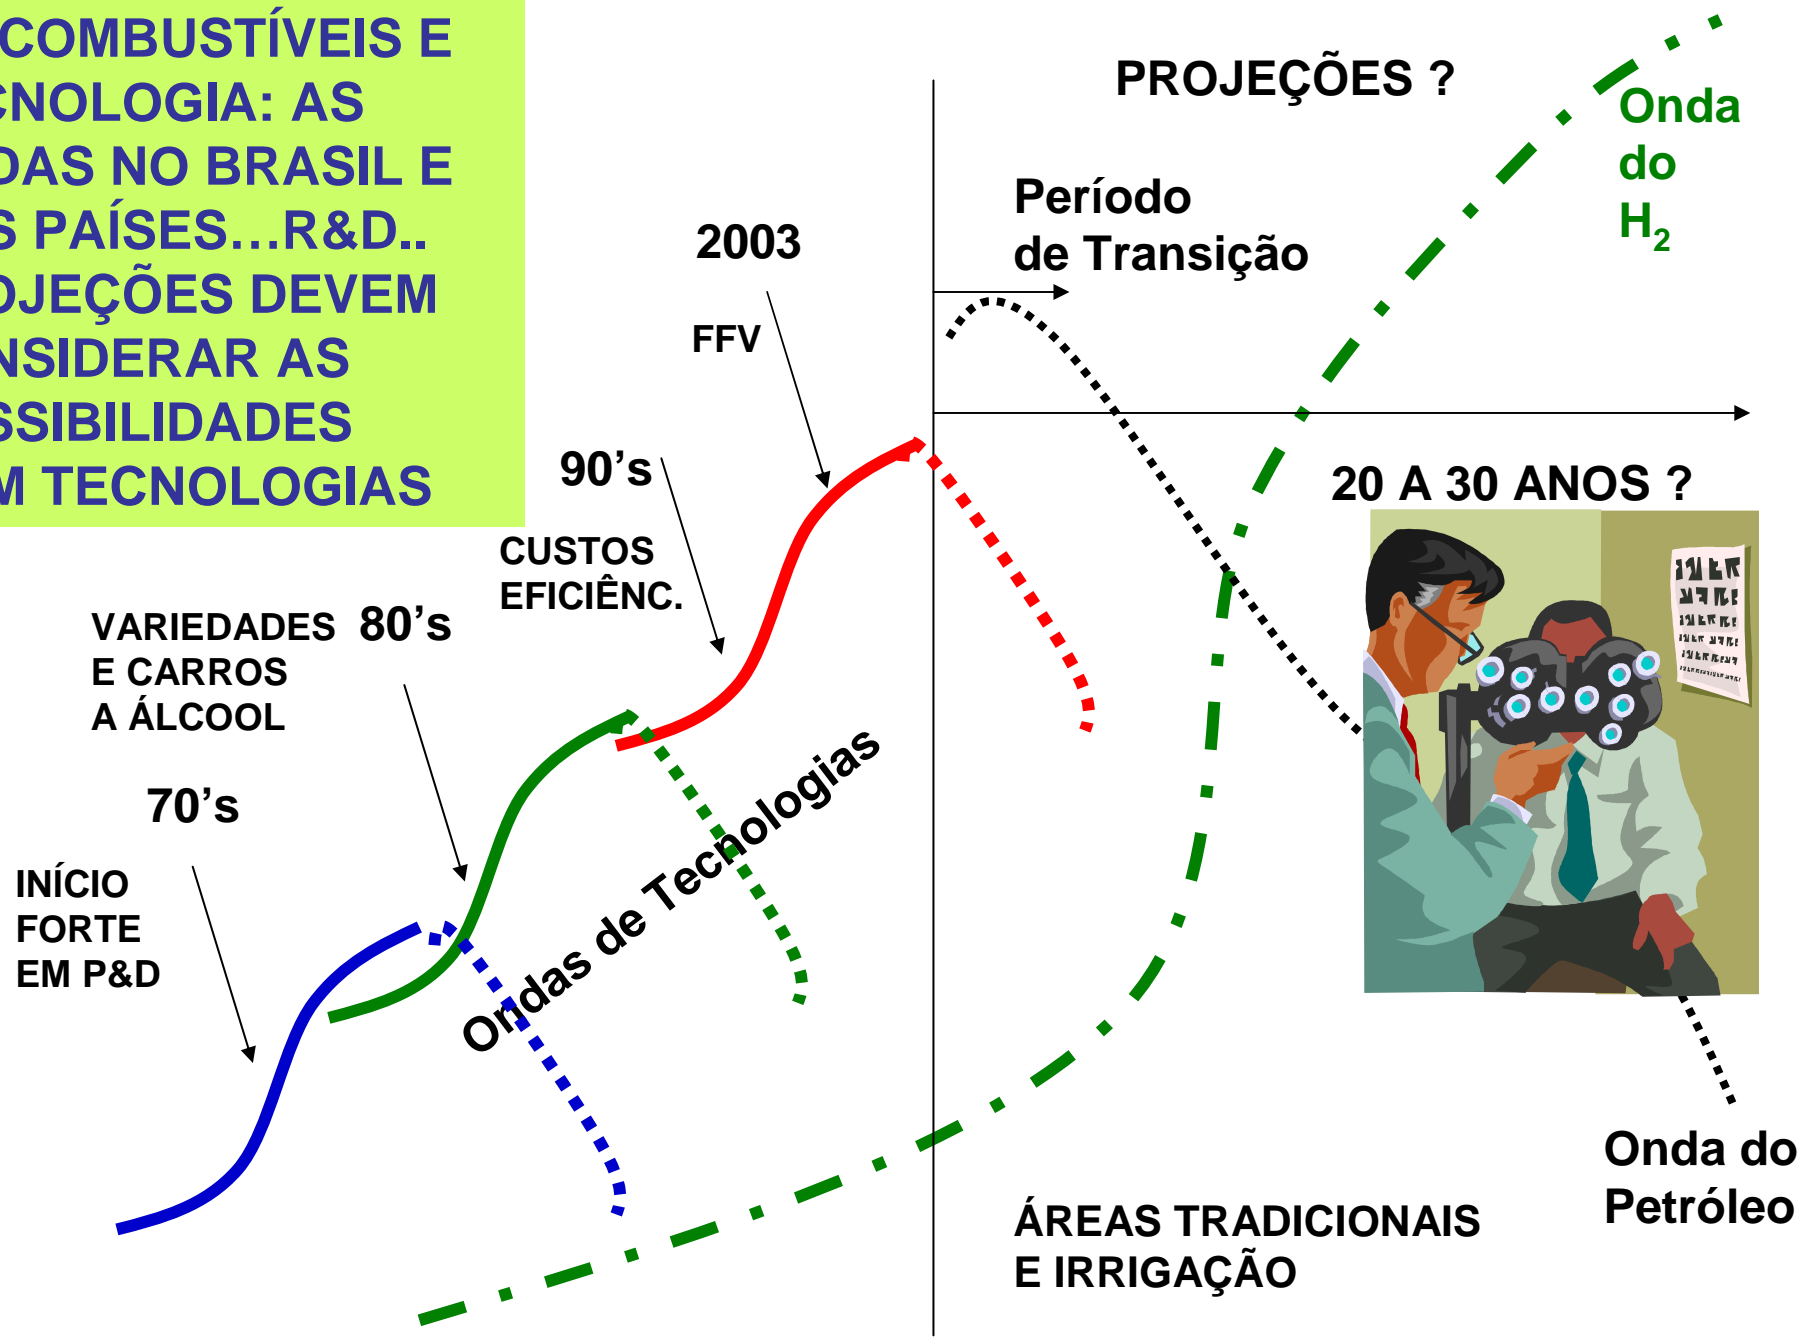 COMBUSTÍVEIS E
CNOLOGIA: AS
DAS NO BRASIL E
S PAÍSES...R&D..
OJEÇÕES DEVEM
NSIDERAR AS
SSIBILIDADES
M TECNOLOGIAS
PROJEÇÕES ?
Onda
do
H₂
Período
de Transição
2003
FFV
90's
CUSTOS
EFICIÊNC.
20 A 30 ANOS ?
VARIEDADES 80's
E CARROS
A ÁLCOOL
70's
INÍCIO
FORTE
EM P&D
Ondas de Tecnologias
Onda do
Petróleo
ÁREAS TRADICIONAIS
E IRRIGAÇÃO